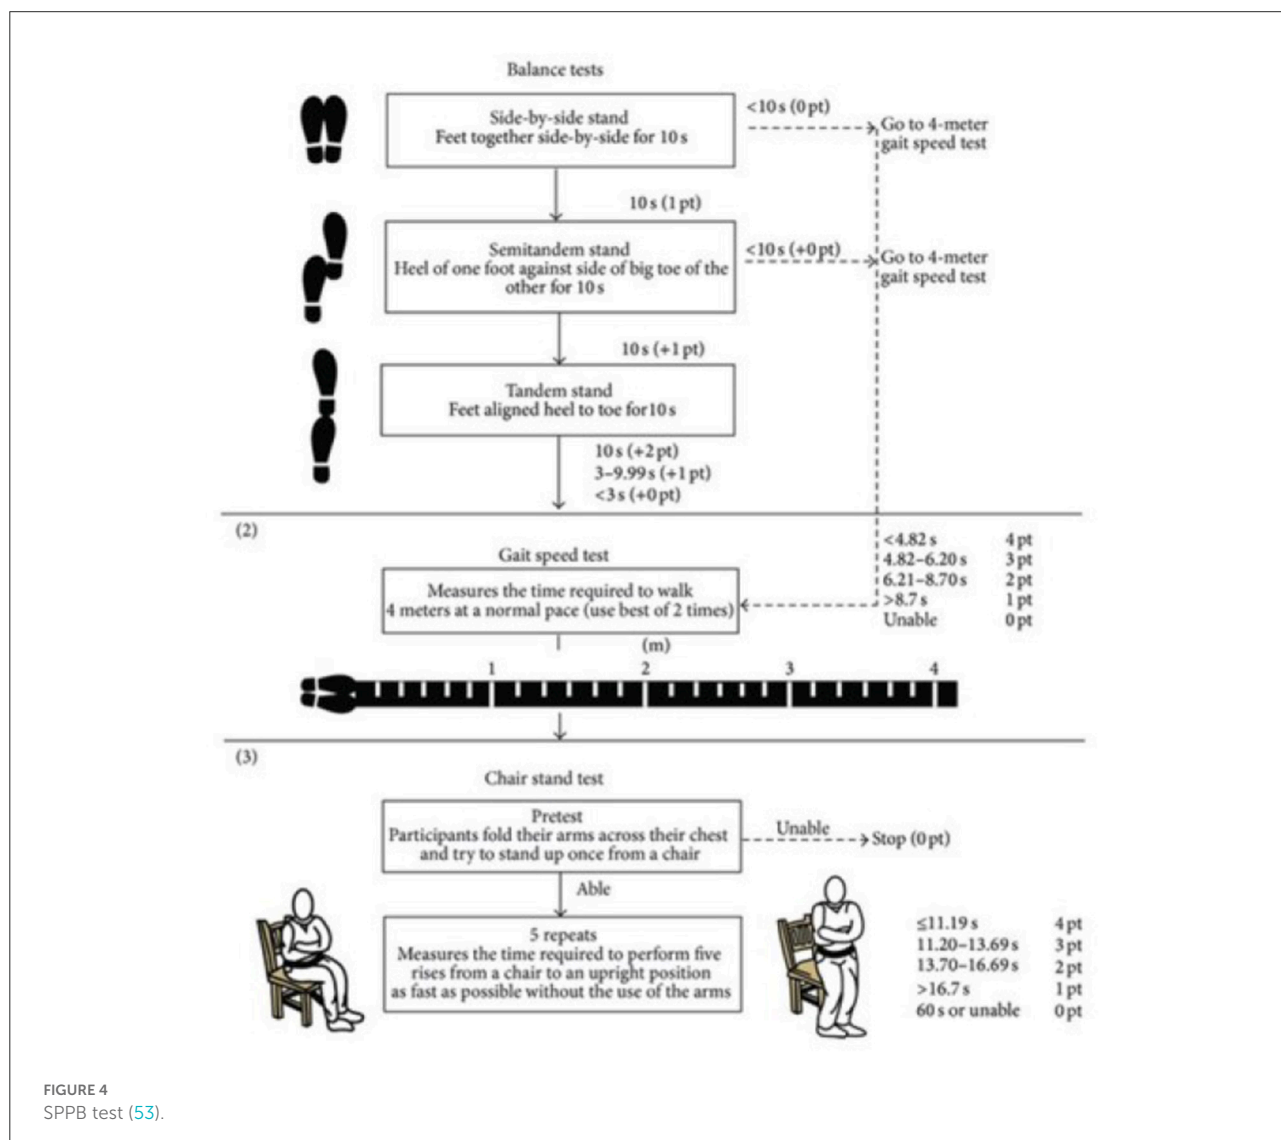 Balance tests
Side-by-side stand
Feet together side-by-side for 10 s
<10 s (0 pt)
Go to 4-meter
gait speed test
10 s (1 pt)
Semitandem stand
Heel of one foot against side of big toe of the
other for 10 s
<10 s (+0 pt)
Go to 4-meter
gait speed test
10 s (+1 pt)
Tandem stand
Feet aligned heel to toe for10 s
10 s (+2 pt)
3–9.99 s (+1 pt)
<3 s (+0 pt)
(2)
Gait speed test
Measures the time required to walk
4 meters at a normal pace (use best of 2 times)
<4.82 s 4 pt
4.82–6.20 s 3 pt
6.21–8.70 s 2 pt
>8.7 s 1 pt
Unable 0 pt
(m)
1 2 3 4
(3)
Chair stand test
Pretest
Participants fold their arms across their chest
and try to stand up once from a chair
Unable
Stop (0 pt)
Able
5 repeats
Measures the time required to perform five
rises from a chair to an upright position
as fast as possible without the use of the arms
≤11.19 s 4 pt
11.20–13.69 s 3 pt
13.70–16.69 s 2 pt
>16.7 s 1 pt
60 s or unable 0 pt
FIGURE 4
SPPB test (53).